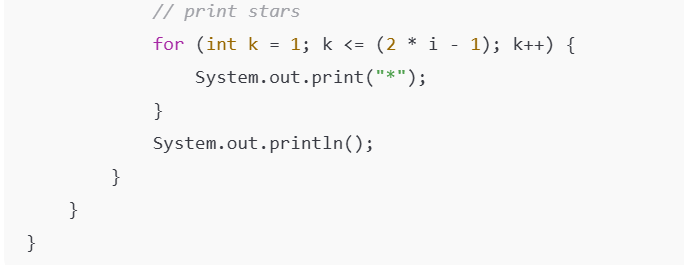 // print stars
for (int k = 1; k <= (2 * i - 1); k++) {
System.out.print("*");
}
System.out.println();
}
}
}